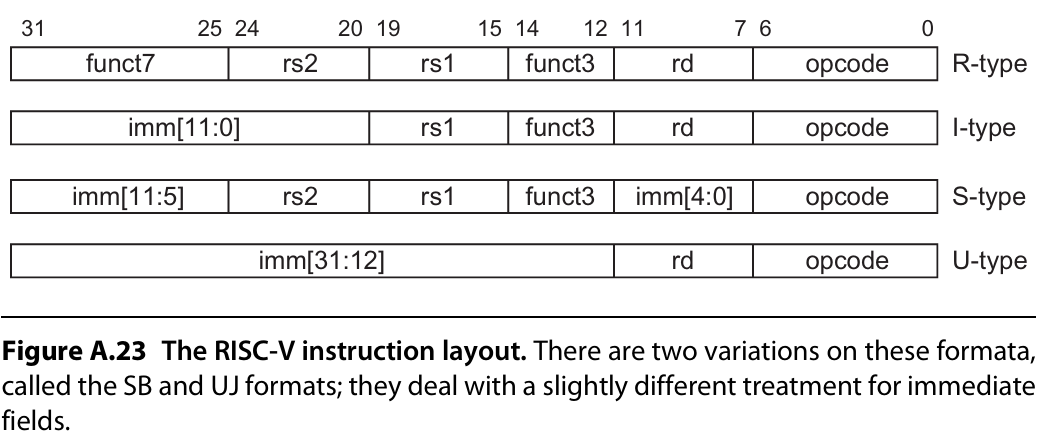 31 25 24 20 19 15 14 12 11 7 6 0
funct7 rs2 rs1 funct3 rd opcode R-type
imm[11:0] rs1 funct3 rd opcode I-type
imm[11:5] rs2 rs1 funct3 imm[4:0] opcode S-type
imm[31:12] rd opcode U-type
Figure A.23 The RISC-V instruction layout. There are two variations on these formata,
called the SB and UJ formats; they deal with a slightly different treatment for immediate
fields.